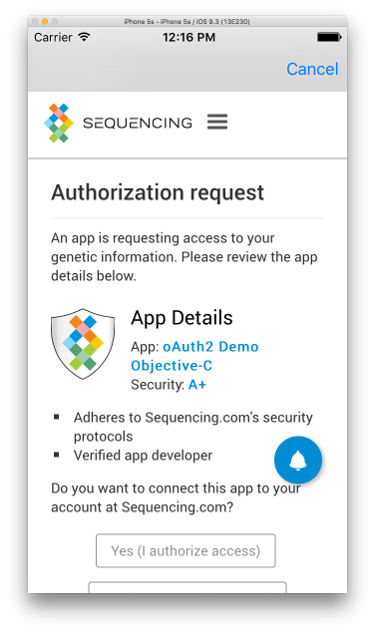 iPhone 5s - iPhone 5s / iOS 9.3 (13E230)
Carrier 12:16 PM
Cancel
SEQUENCING
Authorization request
An app is requesting access to your
genetic information. Please review the app
details below.
App Details
App: oAuth2 Demo
Objective-C
Security: A+
▪ Adheres to Sequencing.com's security
protocols
▪ Verified app developer
Do you want to connect this app to your
account at Sequencing.com?
Yes (I authorize access)